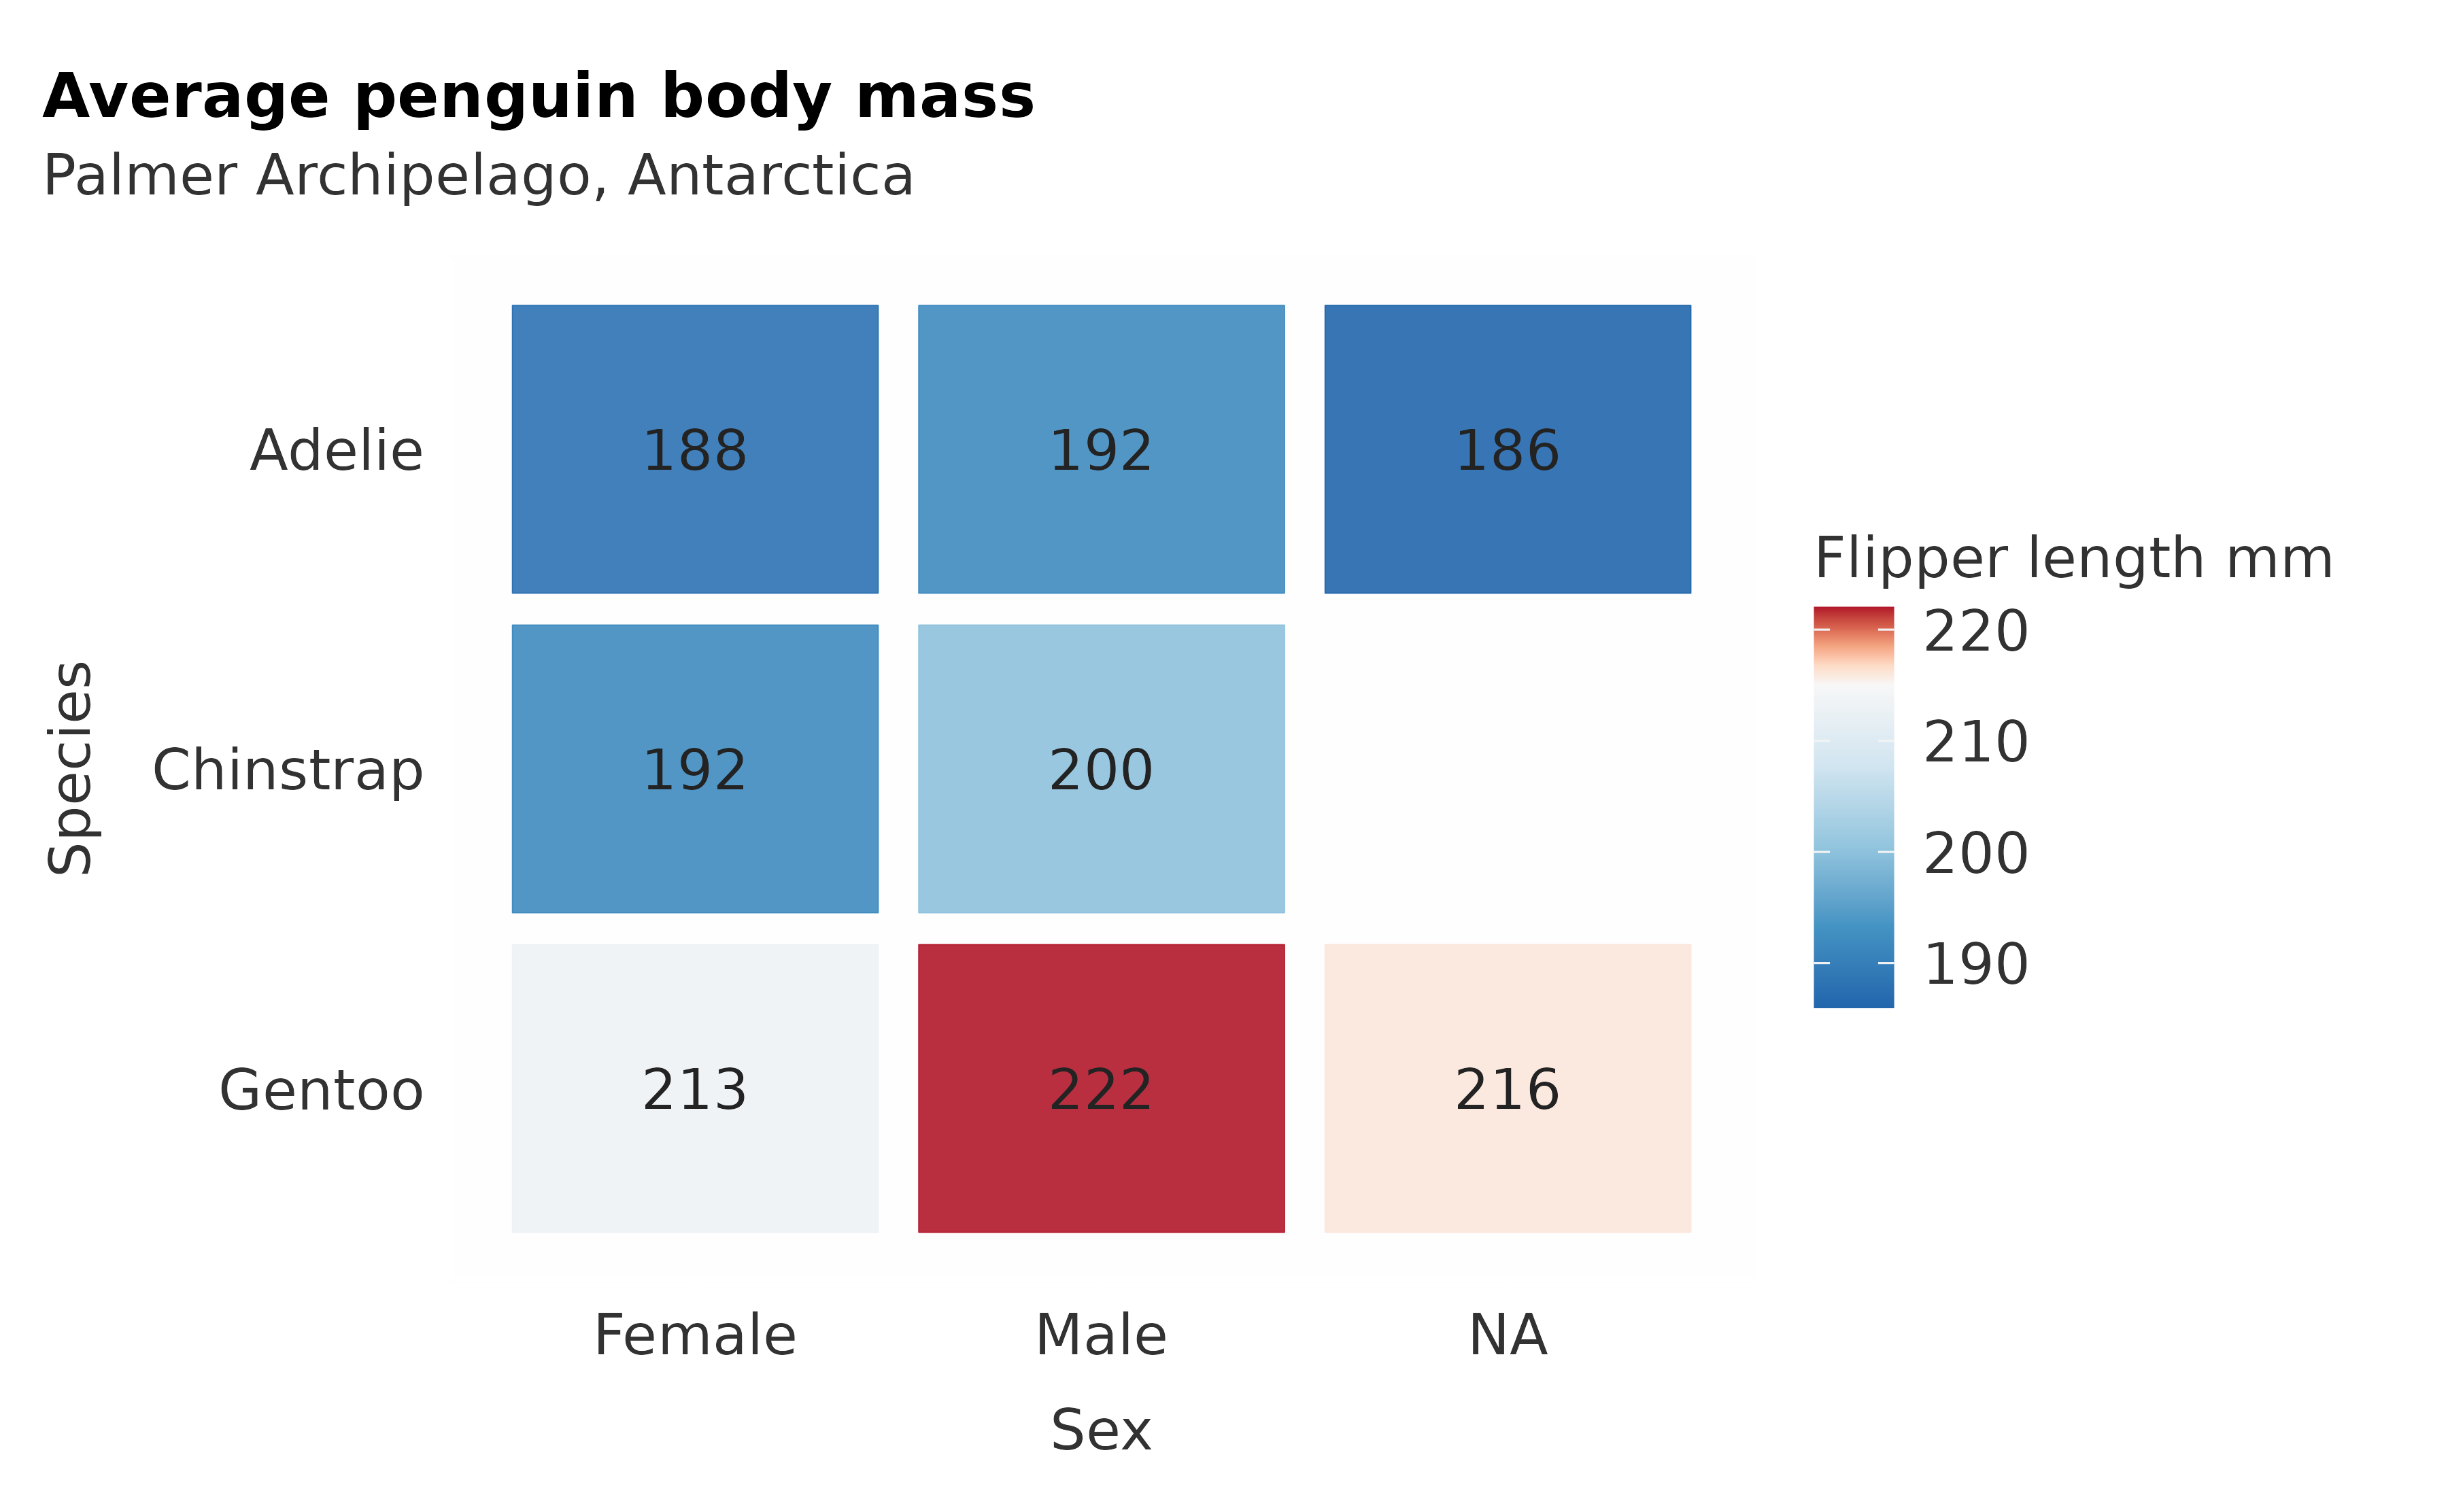 Average penguin body mass
Palmer Archipelago, Antarctica
Species
Adelie
188
192
186
Chinstrap
192
200
Gentoo
213
222
216
Female
Male
NA
Sex
Flipper length mm
220
210
200
190